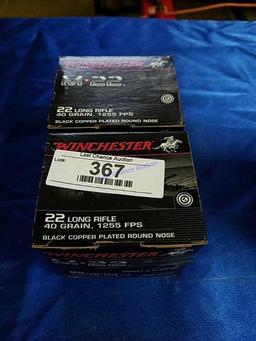 WINCHESTER
M·22
22 LONG RIFLE
40 GRAIN, 1255 FPS
BLACK COPPER PLATED ROUND NOSE
WINCHESTER
Last Chance Auction
Lot#:
367
22 LONG RIFLE
40 GRAIN, 1255 FPS
BLACK COPPER PLATED ROUND NOSE